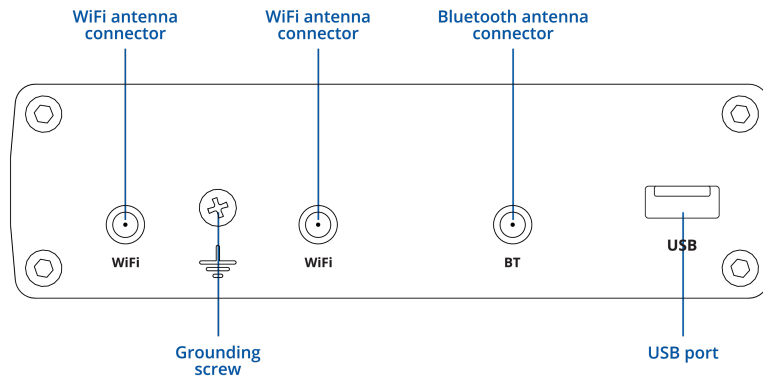 WiFi antenna
connector
WiFi antenna
connector
Bluetooth antenna
connector
WiFi
WiFi
BT
USB
Grounding
screw
USB port